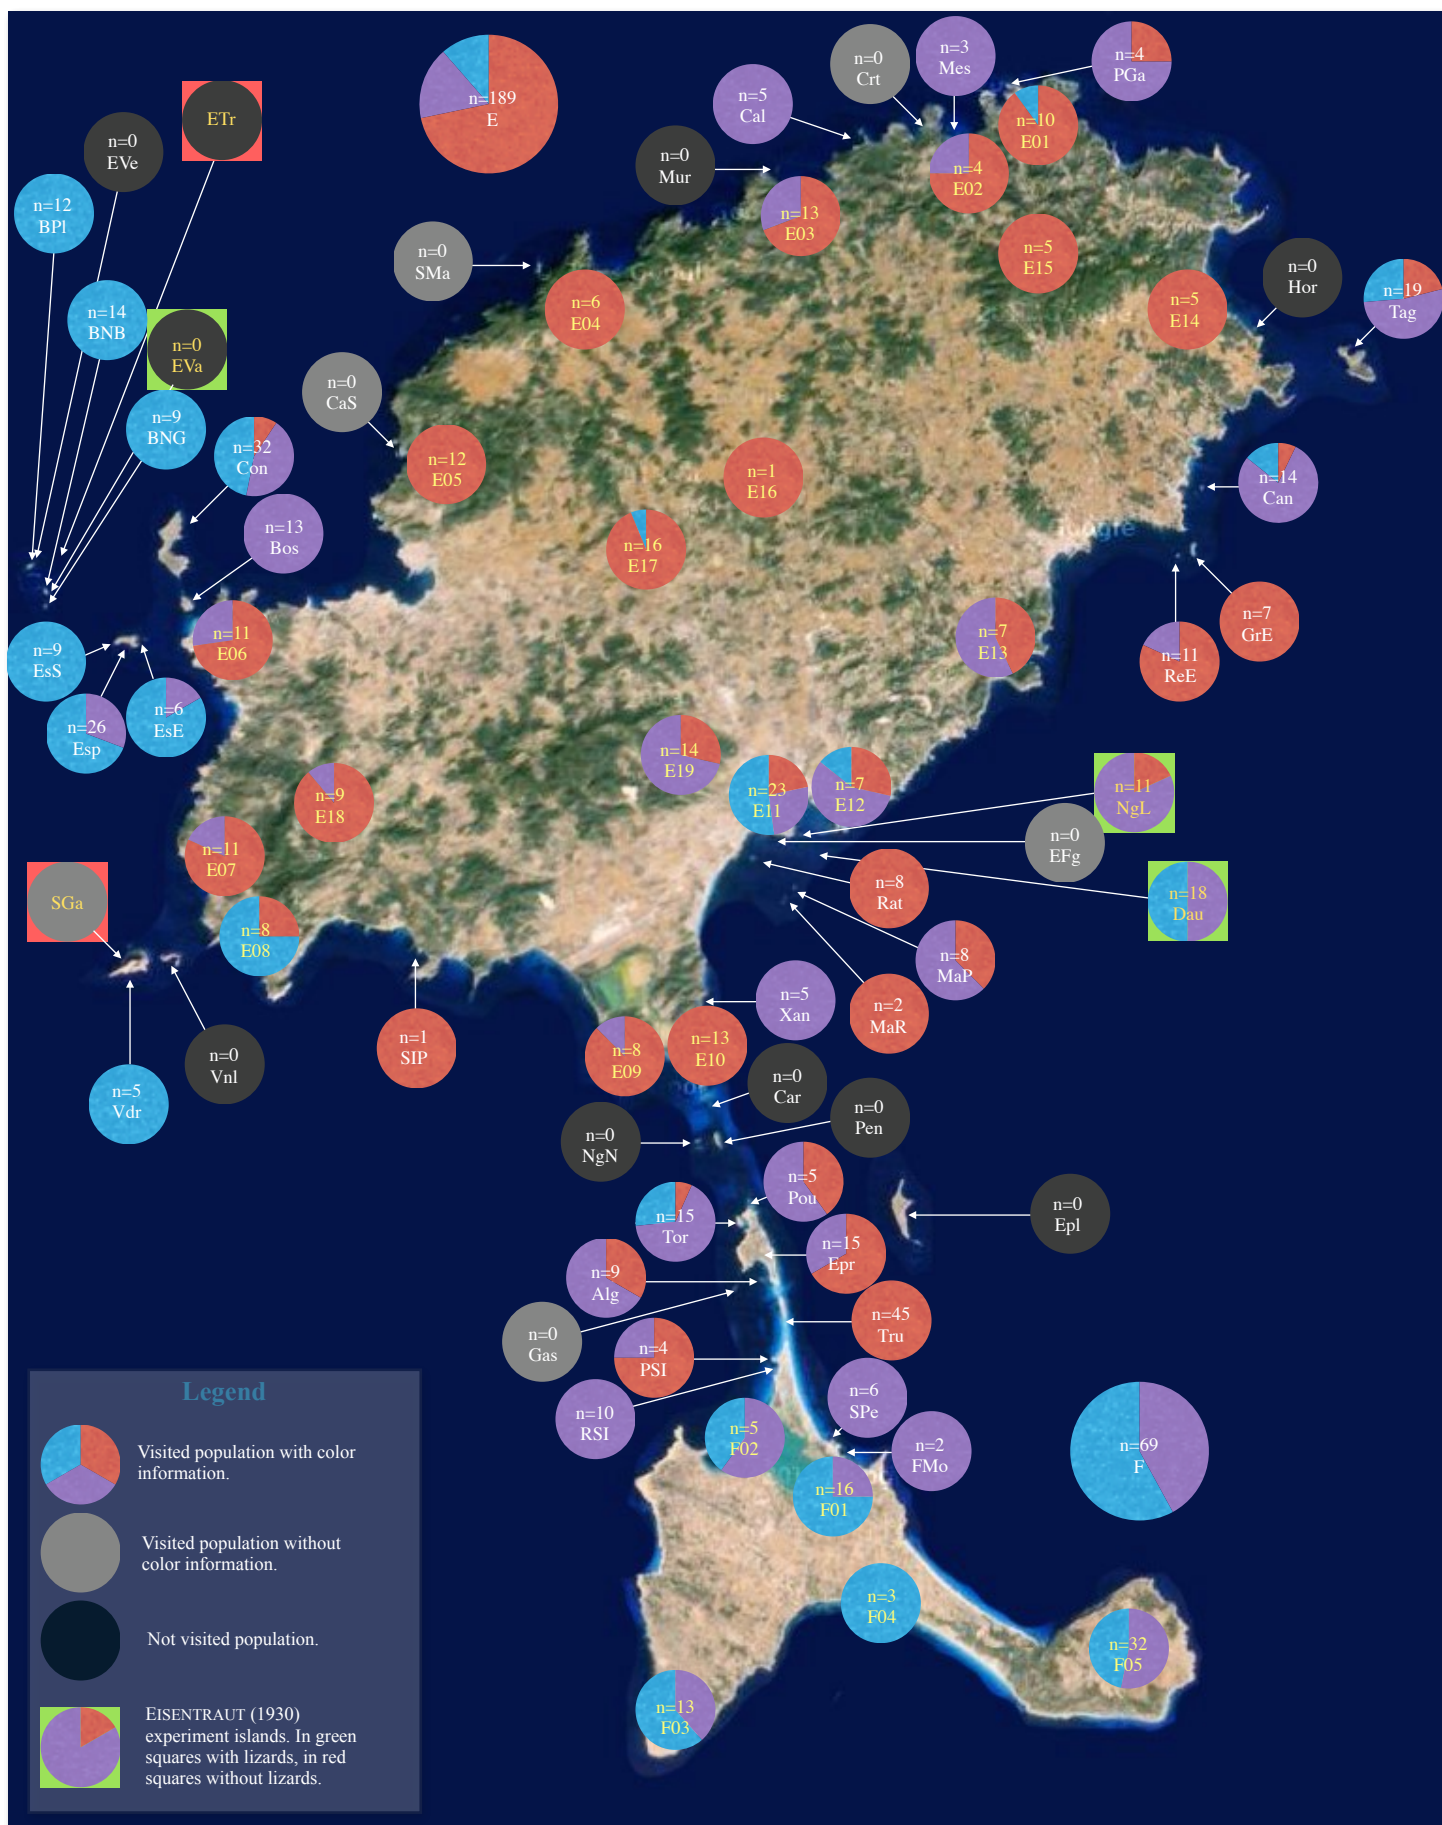 n=189
E
n=0
Crt
n=3
Mes
n=4
PGa
n=5
Cal
n=10
E01
ETr
n=0
EVe
n=0
Mur
n=4
E02
n=12
BPl
n=13
E03
n=0
SMa
n=5
E15
n=0
Hor
n=6
E04
n=5
E14
n=19
Tag
n=14
BNB
n=0
EVa
n=0
CaS
n=9
BNG
n=32
Con
n=12
E05
n=1
E16
n=14
Can
n=13
Bos
n=16
E17
n=11
E06
n=7
E13
n=7
GrE
n=11
ReE
n=9
EsS
n=26
Esp
n=6
EsE
n=14
E19
n=23
E11
n=7
E12
n=11
NgL
n=9
E18
n=0
EFg
n=11
E07
n=8
Rat
n=18
Dau
SGa
n=8
E08
n=8
MaP
n=5
Xan
n=2
MaR
n=1
SIP
n=8
E09
n=13
E10
n=0
Vnl
n=5
Vdr
n=0
Car
n=0
Pen
n=0
NgN
n=5
Pou
n=15
Tor
n=0
Epl
n=15
Epr
n=9
Alg
n=45
Tru
n=0
Gas
n=4
PSI
n=6
SPe
n=10
RSI
n=5
F02
n=2
FMo
n=69
F
n=16
F01
n=3
F04
n=32
F05
n=13
F03
Legend
Visited population with color
information.
Visited population without
color information.
Not visited population.
EISENTRAUT (1930)
experiment islands. In green
squares with lizards, in red
squares without lizards.